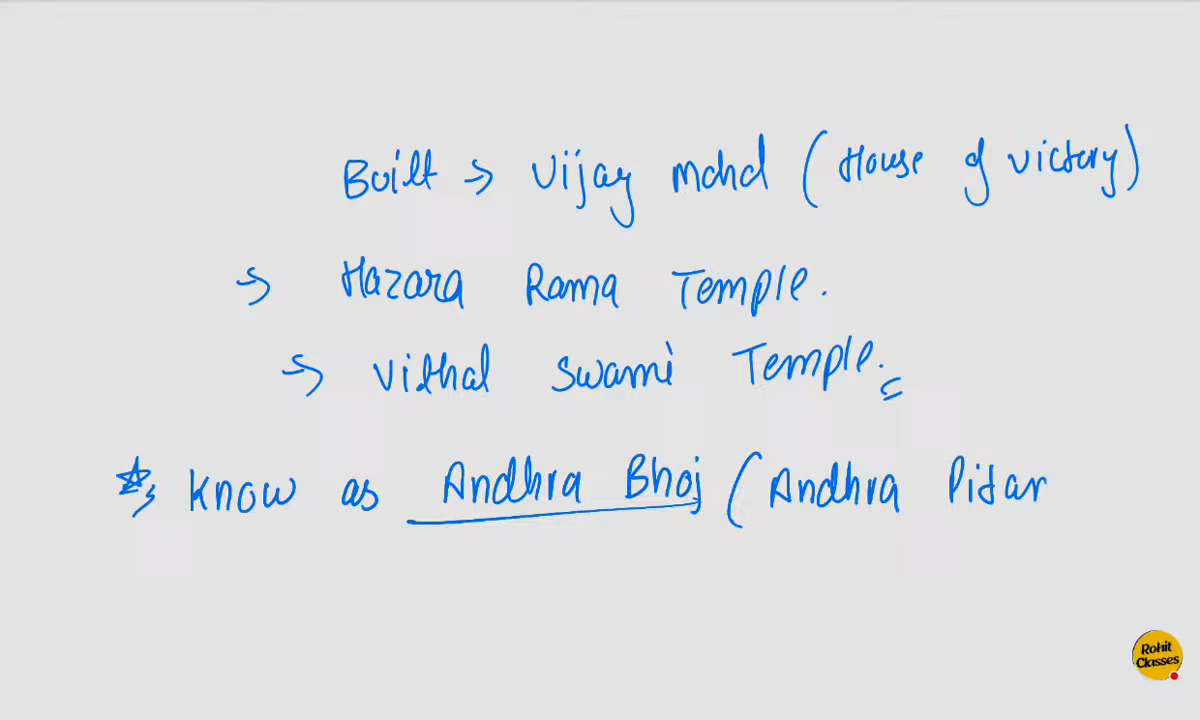 Built → Vijay Mahal (House of victory)
→ Hazara Rama Temple.
→ Vithal Swami Temple.
☆ → Know as Andhra Bhoj (Andhra Pitam
Rohit
Classes